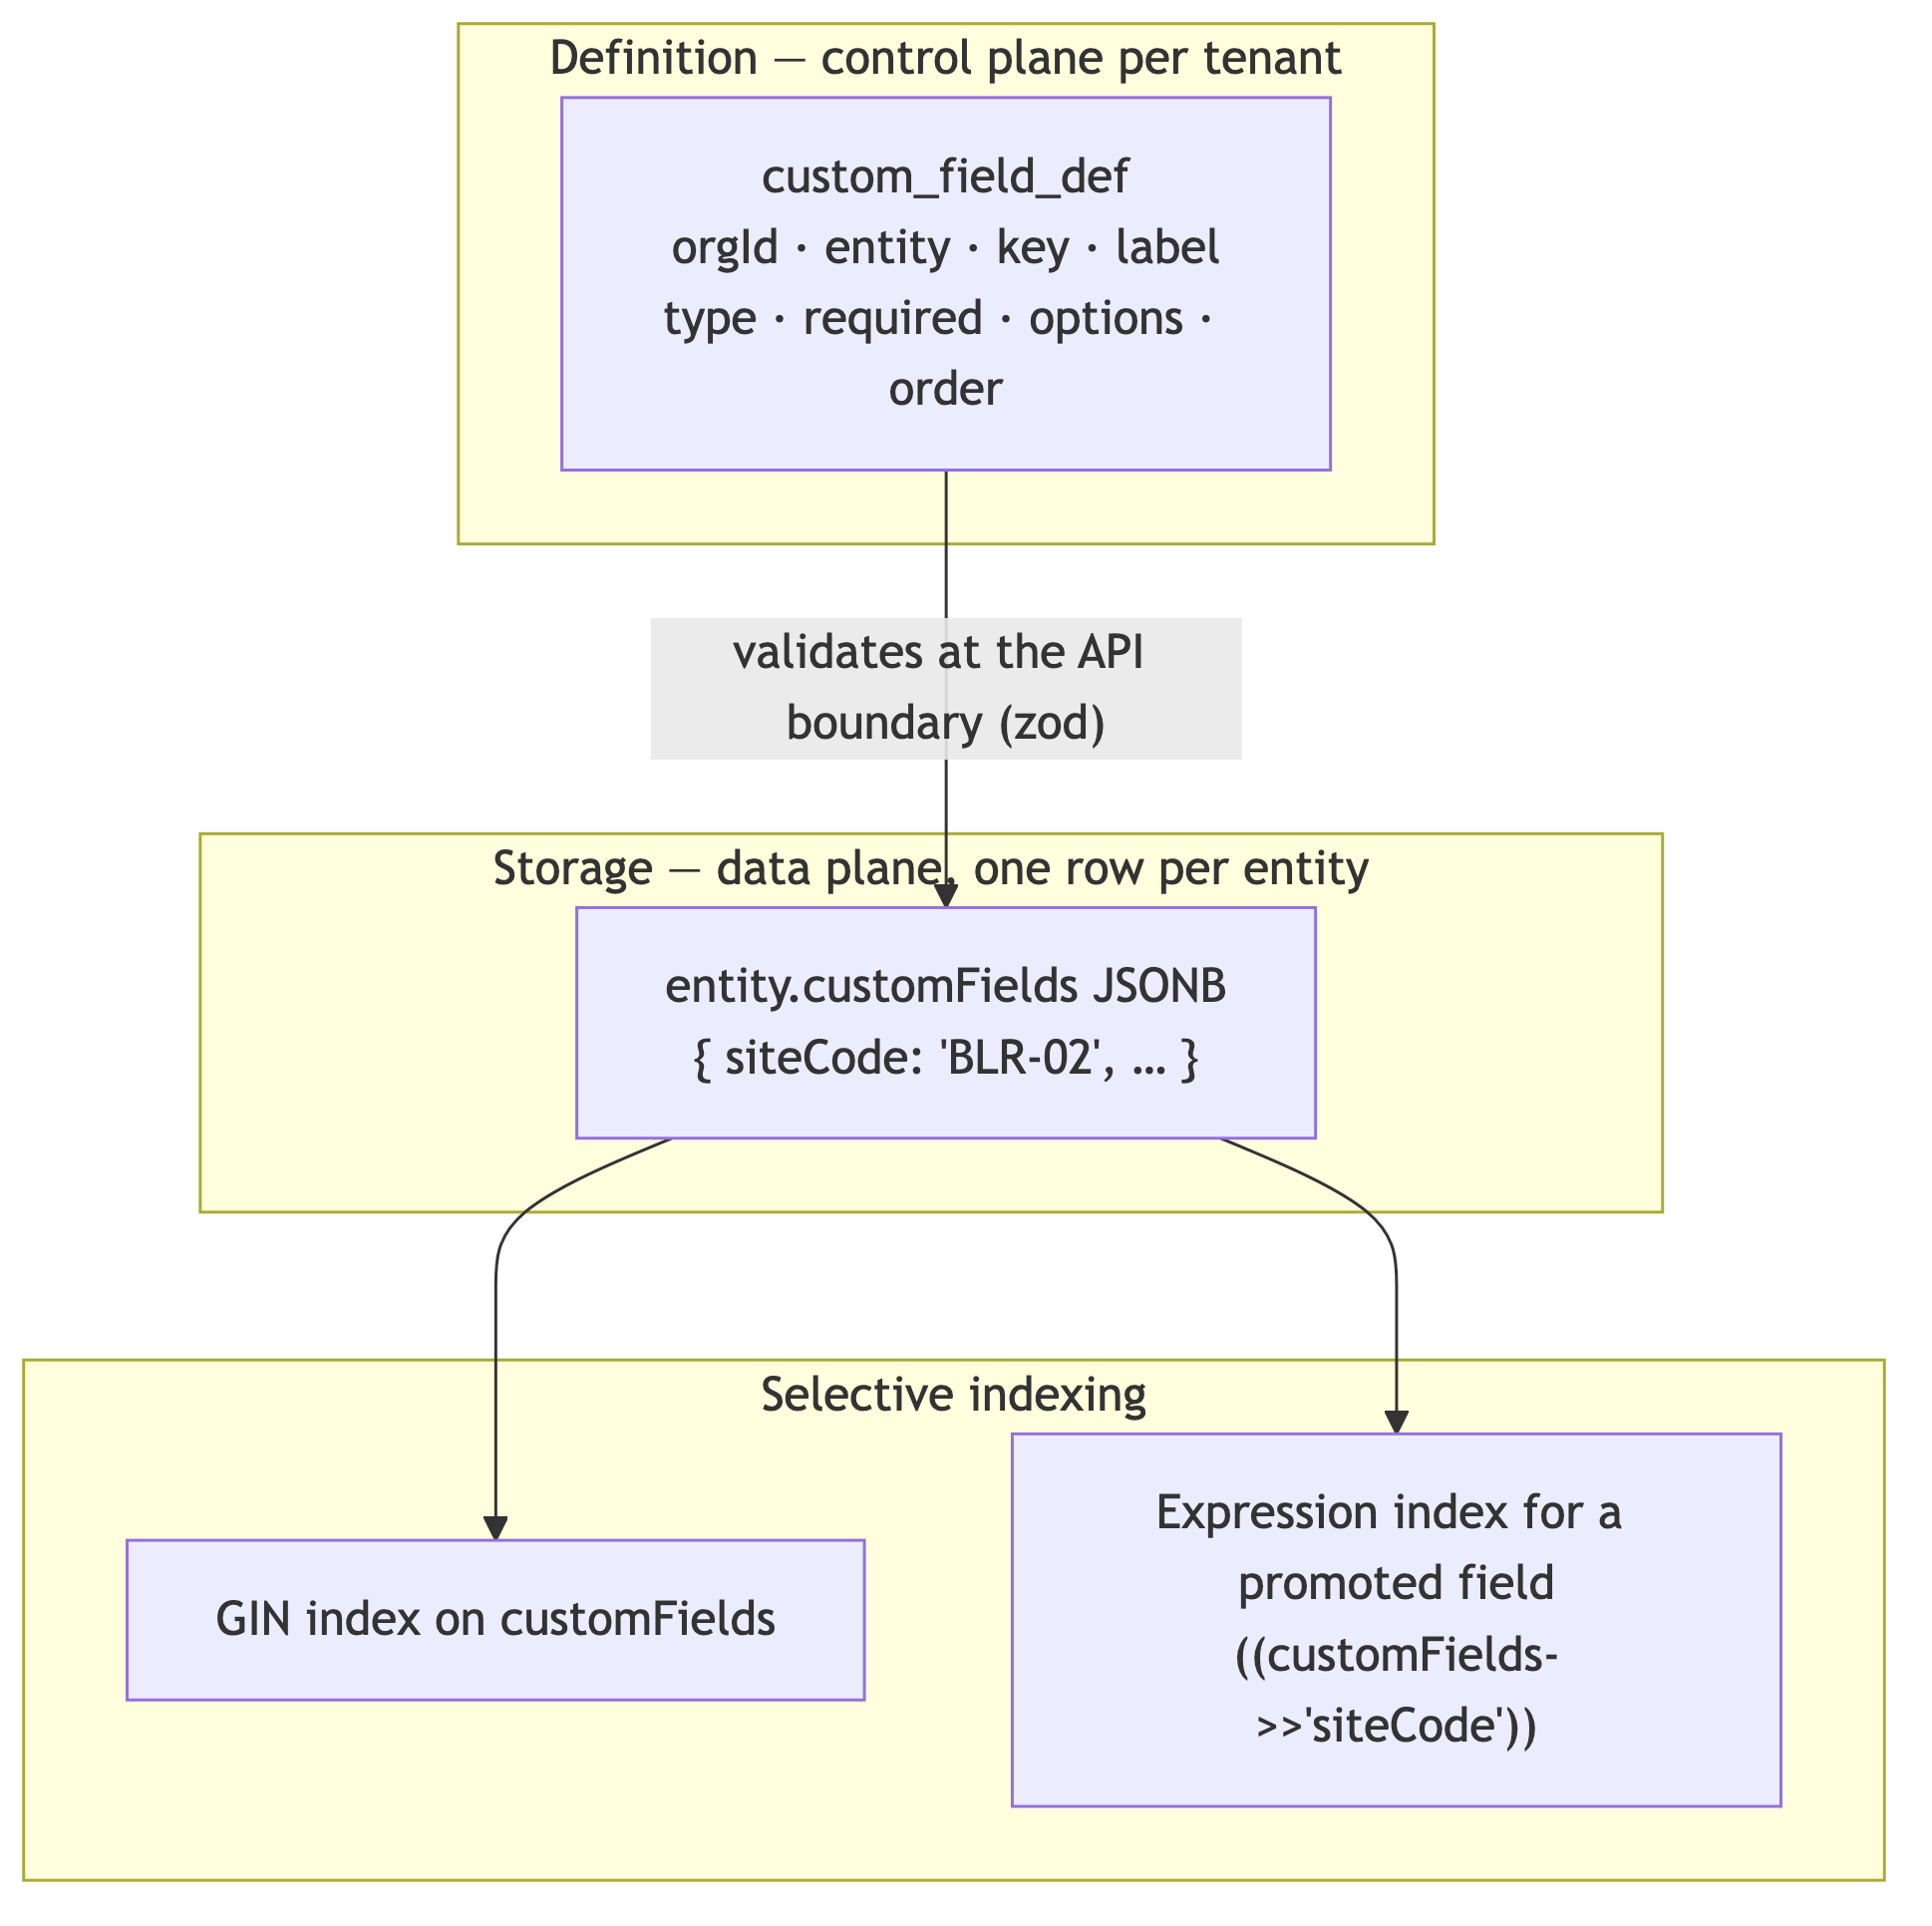 Definition — control plane per tenant
custom_field_def
orgId · entity · key · label
type · required · options ·
order
validates at the API
boundary (zod)
Storage — data plane, one row per entity
entity.customFields JSONB
{ siteCode: 'BLR-02', ... }
Selective indexing
GIN index on customFields
Expression index for a
promoted field
((customFields-
>>'siteCode'))